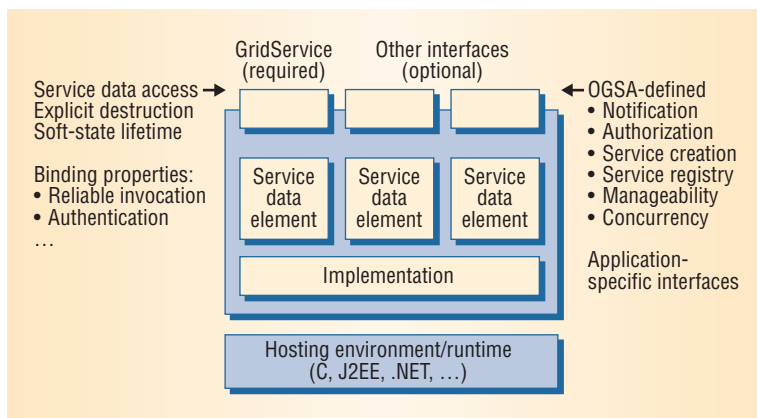 GridService
(required)
Other interfaces
(optional)
Service data access
Explicit destruction
Soft-state lifetime
Binding properties:
• Reliable invocation
• Authentication
…
Service
data
element
Service
data
element
Service
data
element
Implementation
OGSA-defined
• Notification
• Authorization
• Service creation
• Service registry
• Manageability
• Concurrency
Application-
specific interfaces
Hosting environment/runtime
(C, J2EE, .NET, …)